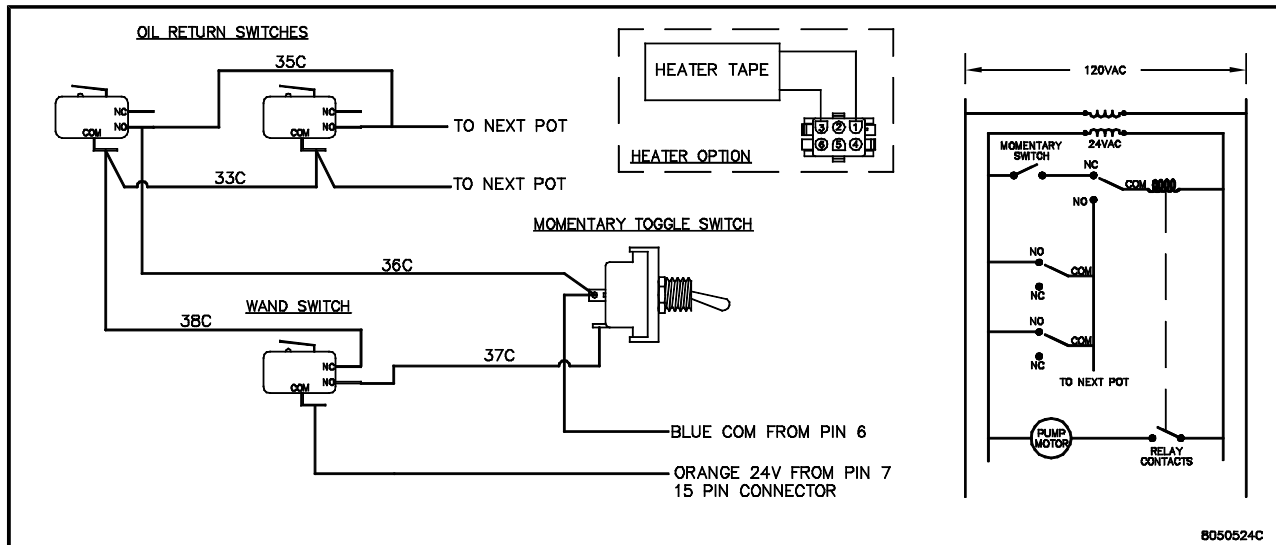 OIL RETURN SWITCHES
35C
NC
NO
COM
NC
NO
COM
TO NEXT POT
33C
TO NEXT POT
HEATER TAPE
3 2 1
6 5 4
HEATER OPTION
MOMENTARY TOGGLE SWITCH
36C
WAND SWITCH
38C
NC
NO
COM
37C
BLUE COM FROM PIN 6
ORANGE 24V FROM PIN 7
15 PIN CONNECTOR
120VAC
24VAC
MOMENTARY
SWITCH
NC
COM
NO
NO
COM
NC
NO
COM
NC
TO NEXT POT
PUMP
MOTOR
RELAY
CONTACTS
8050524C